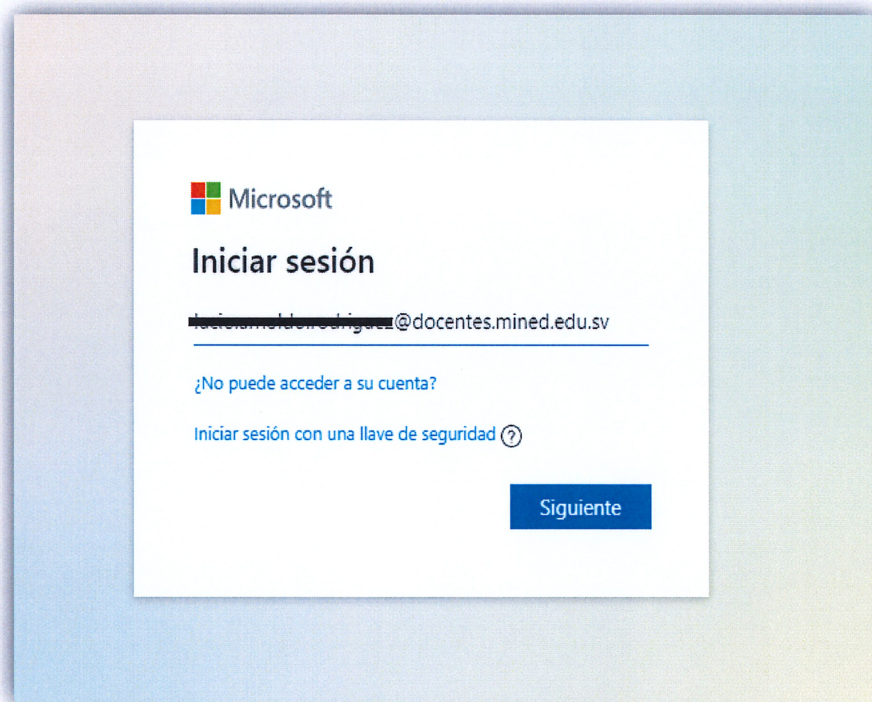 Microsoft
Iniciar sesión
@docentes.mined.edu.sv
¿No puede acceder a su cuenta?
Iniciar sesión con una llave de seguridad ?
Siguiente